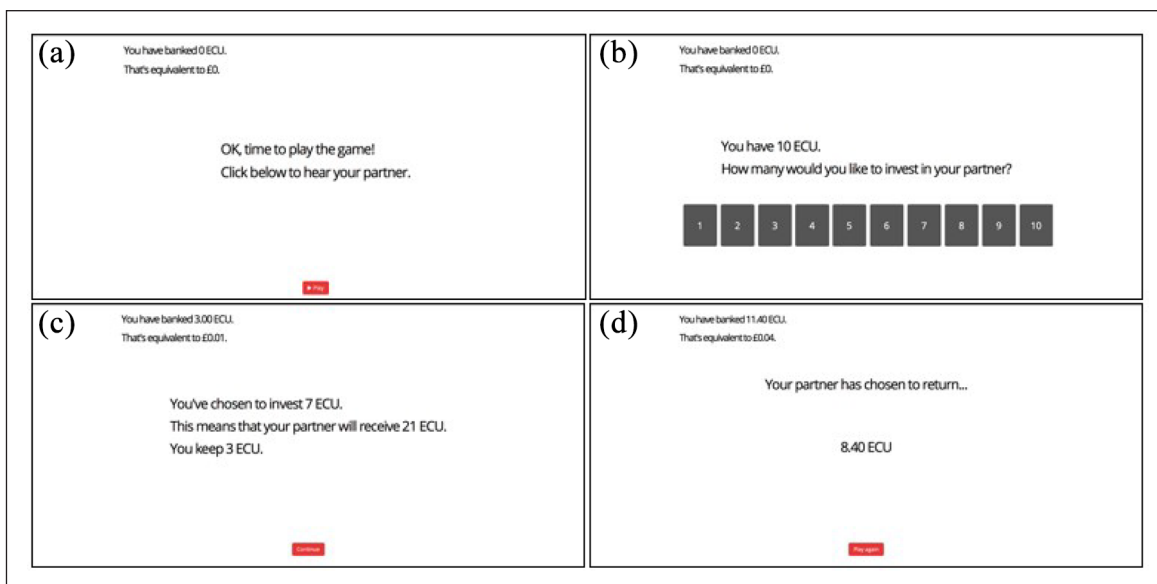 (a)
You have banked 0 ECU.
That's equivalent to £0.
OK, time to play the game!
Click below to hear your partner.
Play
(b)
You have banked 0 ECU.
That's equivalent to £0.
You have 10 ECU.
How many would you like to invest in your partner?
1 2 3 4 5 6 7 8 9 10
(c)
You have banked 3.00 ECU.
That's equivalent to £0.01.
You've chosen to invest 7 ECU.
This means that your partner will receive 21 ECU.
You keep 3 ECU.
Continue
(d)
You have banked 11.40 ECU.
That's equivalent to £0.04.
Your partner has chosen to return...
8.40 ECU
Play again